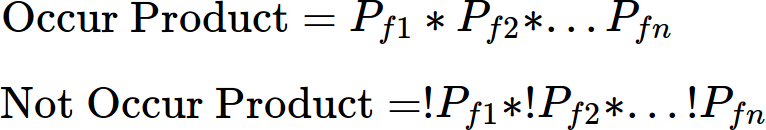 Occur Product = P_{f1} * P_{f2}*...P_{fn}
Not Occur Product =!P_{f1}*!P_{f2}*...!P_{fn}